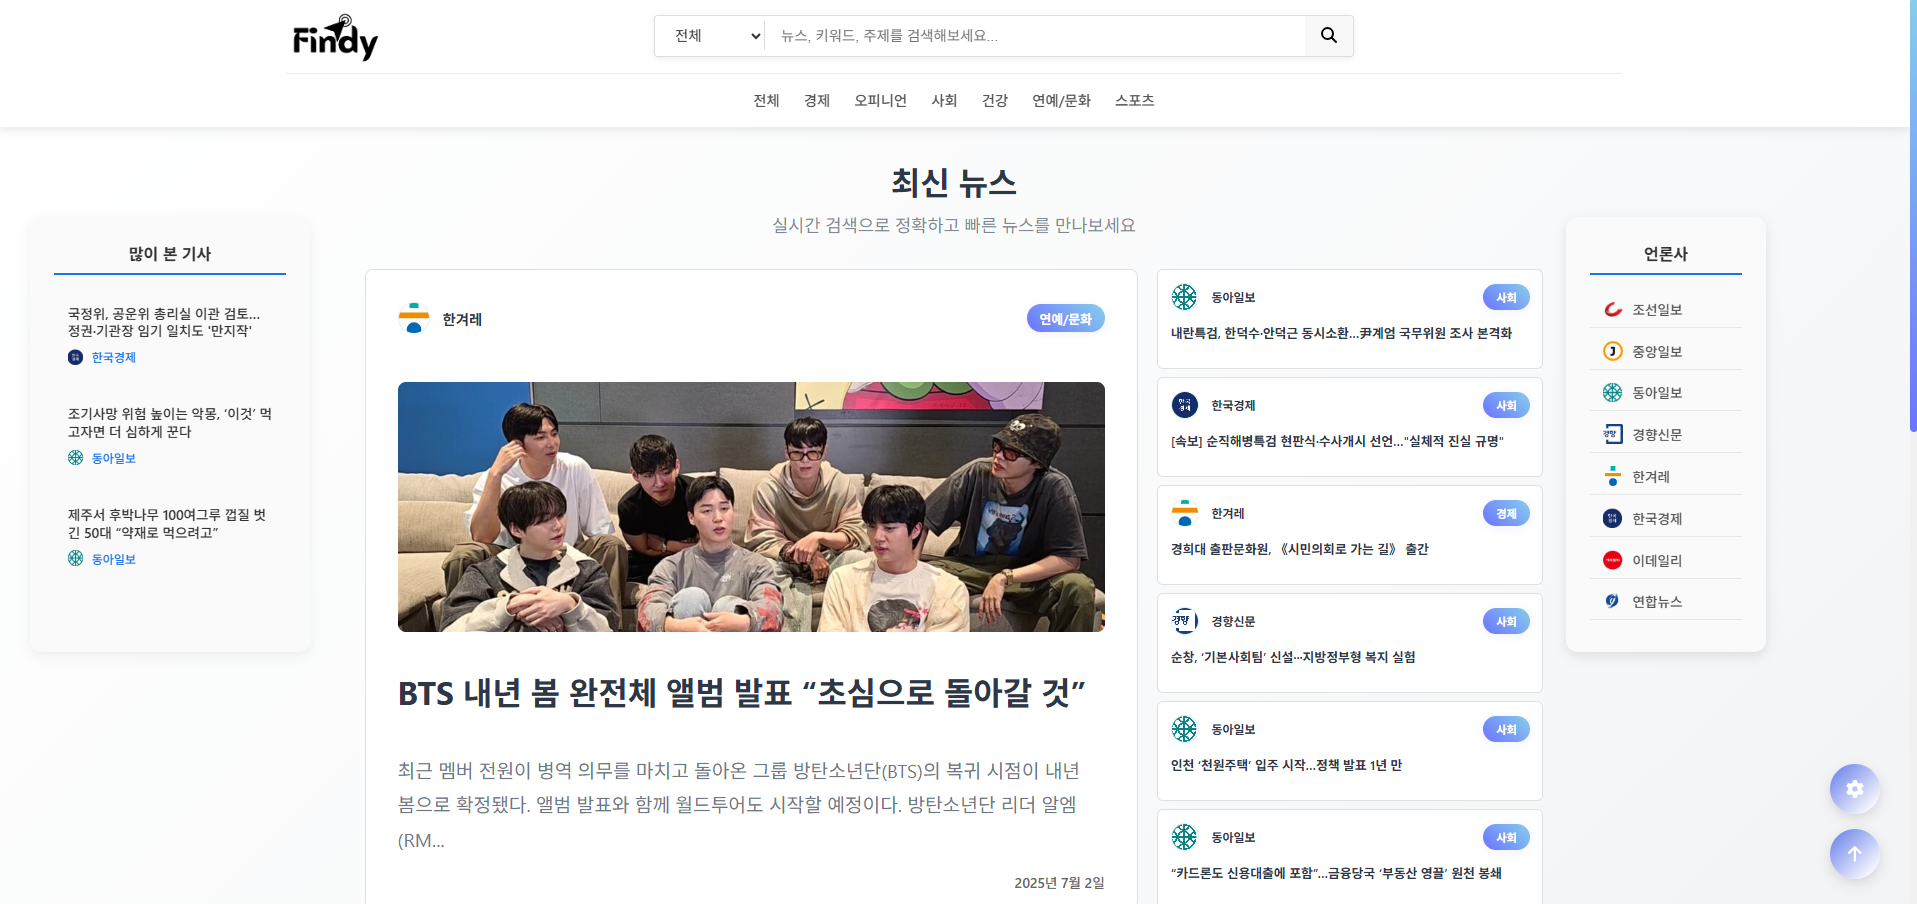 Findy
전체
뉴스, 키워드, 주제를 검색해보세요...
전체 경제 오피니언 사회 건강 연예/문화 스포츠
최신 뉴스
실시간 검색으로 정확하고 빠른 뉴스를 만나보세요
많이 본 기사
국정위, 공운위 총리실 이관 검토…
정권·기관장 임기 일치도 '만지작'
한국경제
조기사망 위험 높이는 악몽, ‘이것’ 먹
고자면 더 심하게 꾼다
동아일보
제주서 후박나무 100여그루 껍질 벗
긴 50대 “약재로 먹으려고”
동아일보
한겨레
연예/문화
BTS 내년 봄 완전체 앨범 발표 “초심으로 돌아갈 것”
최근 멤버 전원이 병역 의무를 마치고 돌아온 그룹 방탄소년단(BTS)의 복귀 시점이 내년
봄으로 확정됐다. 앨범 발표와 함께 월드투어도 시작할 예정이다. 방탄소년단 리더 알엠
(RM...
2025년 7월 2일
동아일보
사회
내란특검, 한덕수·안덕근 동시소환…尹계엄 국무위원 조사 본격화
한국경제
사회
[속보] 순직해병특검 현판식·수사개시 선언…"실체적 진실 규명"
한겨레
경제
경희대 출판문화원, 《시민의회로 가는 길》 출간
경향신문
사회
순창, ‘기본사회팀’ 신설···지방정부형 복지 실험
동아일보
사회
인천 ‘천원주택’ 입주 시작…정책 발표 1년 만
동아일보
사회
“카드론도 신용대출에 포함”…금융당국 ‘부동산 영끌’ 원천 봉쇄
언론사
조선일보
중앙일보
동아일보
경향신문
한겨레
한국경제
이데일리
연합뉴스